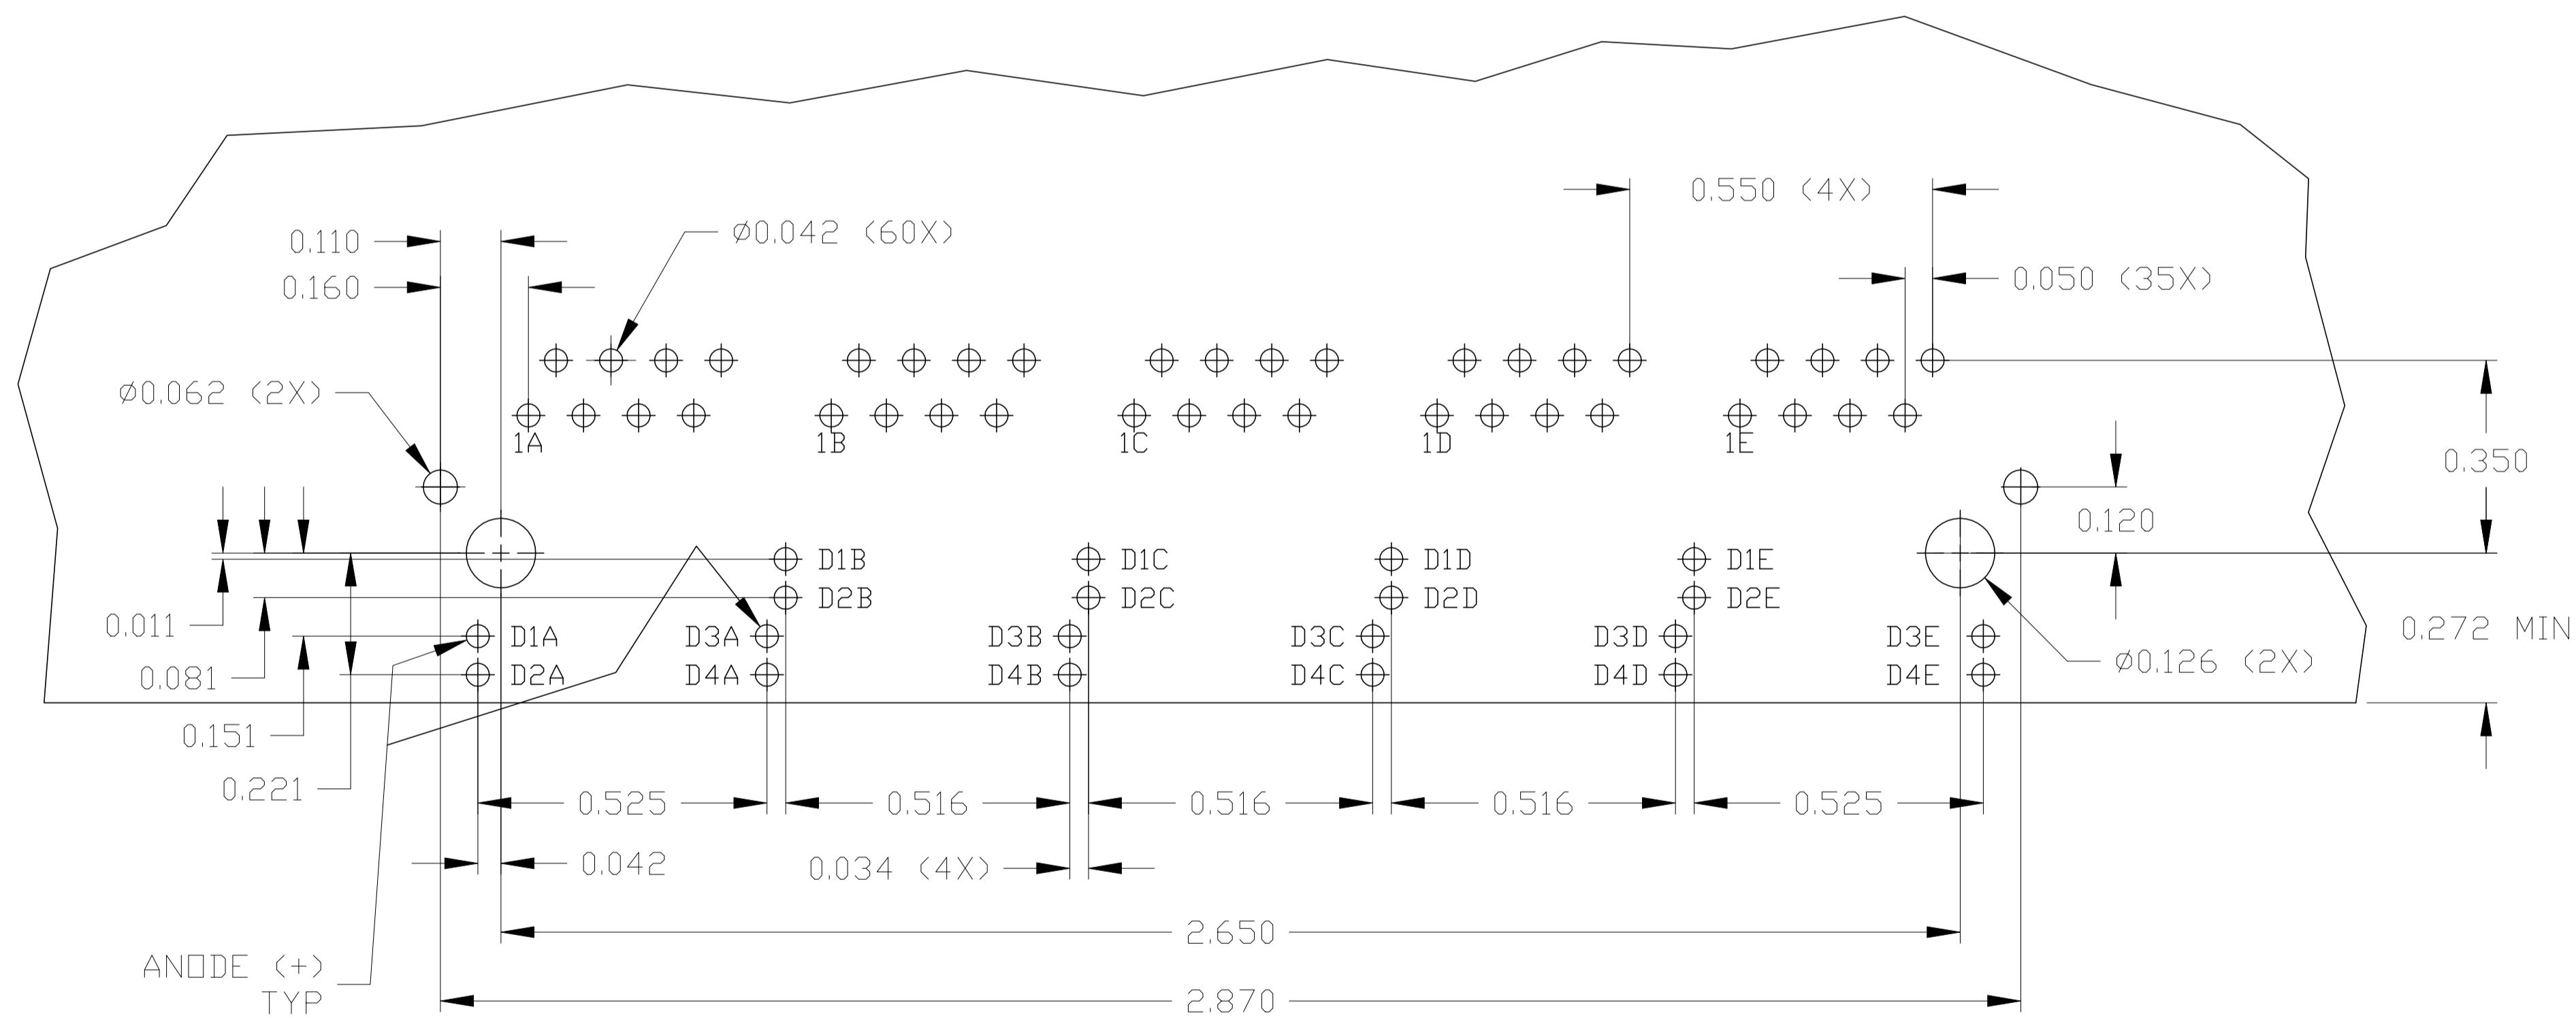 0.550 (4X)
0.110
Ø0.042 (60X)
0.160
0.050 (35X)
Ø0.062 (2X)
1A 1B 1C 1D 1E
0.350
0.120
D1B D1C D1D D1E
D2B D2C D2D D2E
0.011
D1A D3A D3B D3C D3D D3E
0.272 MIN
0.081
D2A D4A D4B D4C D4D D4E
Ø0.126 (2X)
0.151
0.221
0.525 0.516 0.516 0.516 0.525
0.042
0.034 (4X)
2.650
ANODE (+)
TYP
2.870